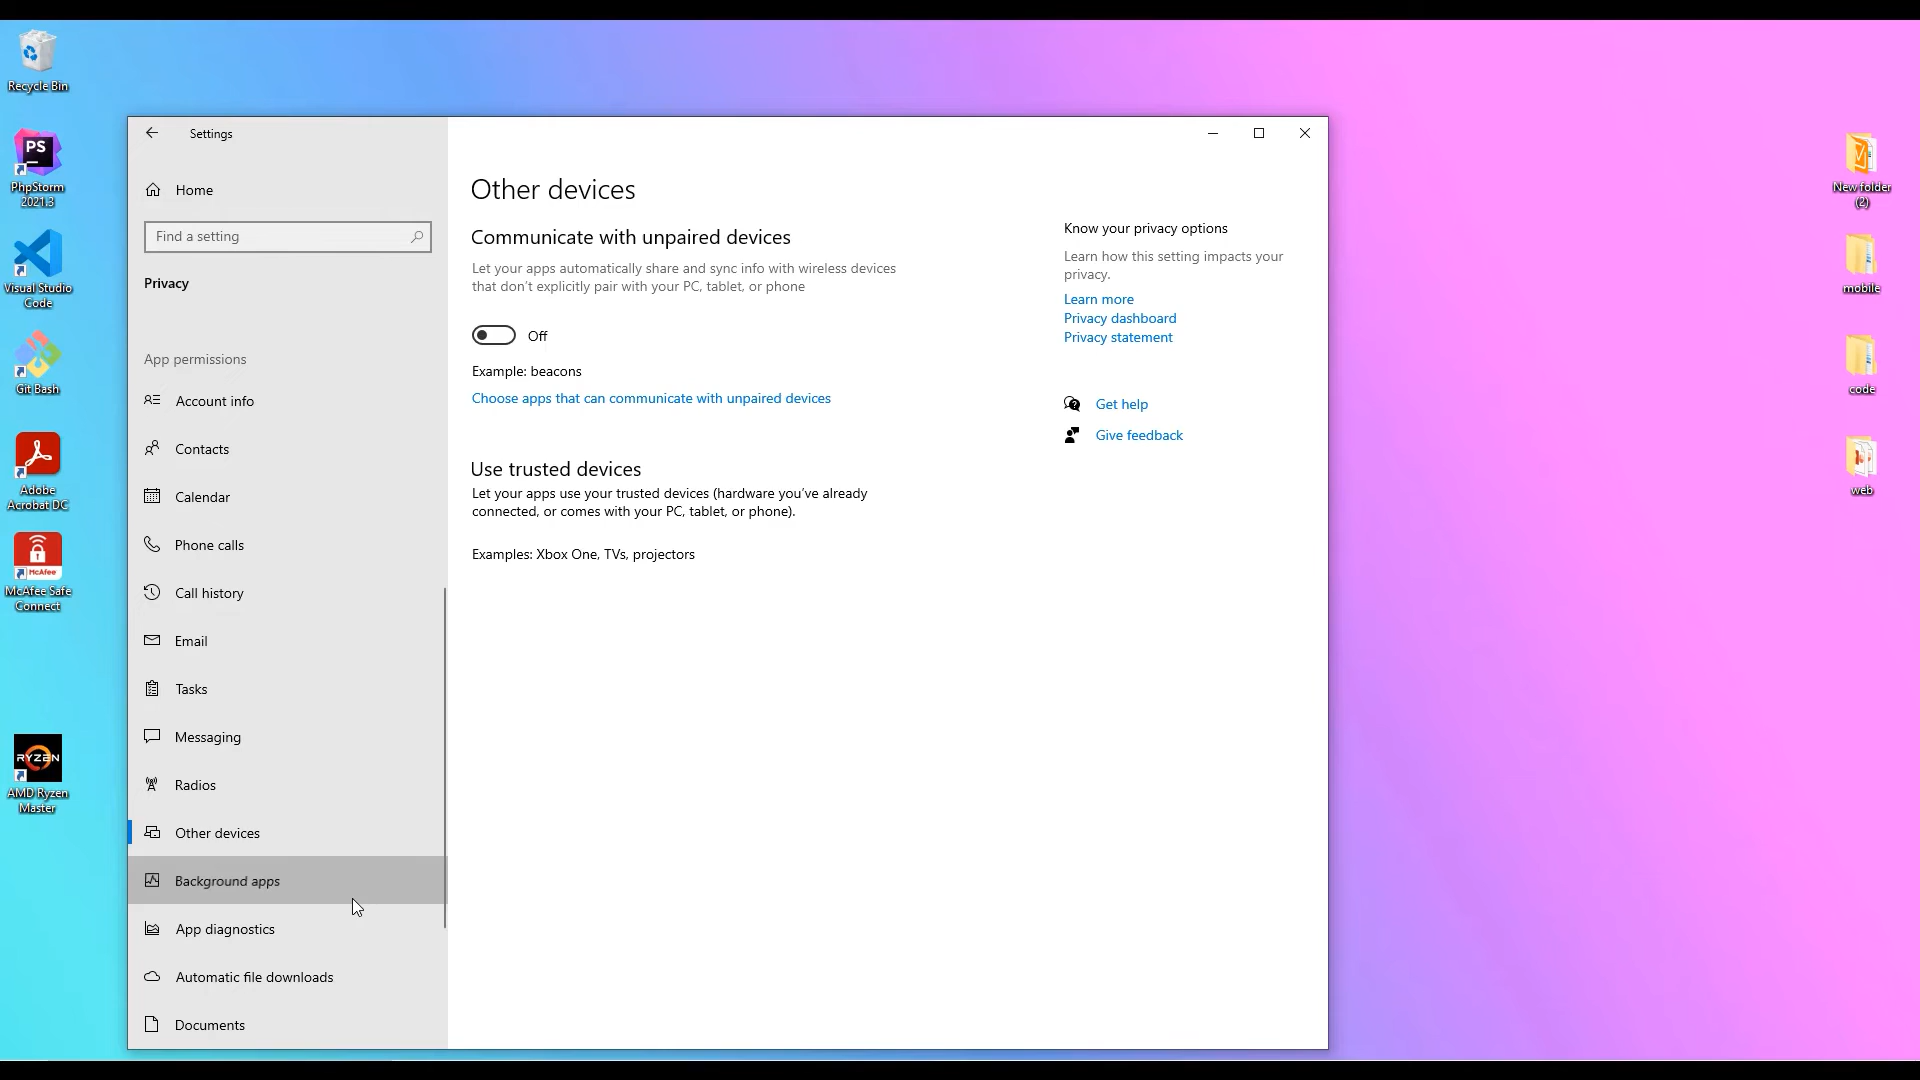 Recycle Bin
PS
PhpStorm
2021.3
Visual Studio
Code
Git Bash
Adobe
Acrobat DC
McAfee
McAfee Safe
Connect
RYZEN
AMD Ryzen
Master
Settings
Home
Find a setting
Privacy
App permissions
Account info
Contacts
Calendar
Phone calls
Call history
Email
Tasks
Messaging
Radios
Other devices
Background apps
App diagnostics
Automatic file downloads
Documents
Other devices
Communicate with unpaired devices
Let your apps automatically share and sync info with wireless devices
that don’t explicitly pair with your PC, tablet, or phone
Off
Example: beacons
Choose apps that can communicate with unpaired devices
Use trusted devices
Let your apps use your trusted devices (hardware you’ve already
connected, or comes with your PC, tablet, or phone).
Examples: Xbox One, TVs, projectors
Know your privacy options
Learn how this setting impacts your
privacy.
Learn more
Privacy dashboard
Privacy statement
Get help
Give feedback
New folder
(2)
mobile
code
web